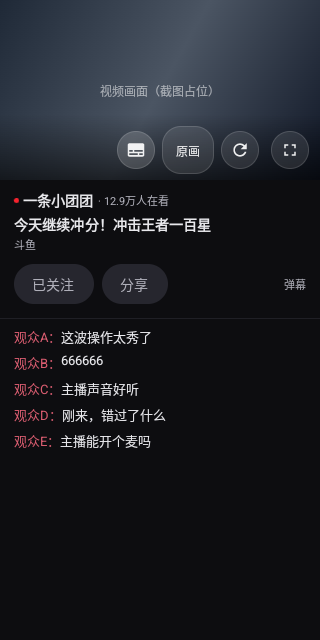 视频画面（截图占位）
原画
一条小团团 · 12.9万人在看
今天继续冲分！冲击王者一百星
斗鱼
已关注 分享 弹幕
观众A：这波操作太秀了
观众B：666666
观众C：主播声音好听
观众D：刚来，错过了什么
观众E：主播能开个麦吗